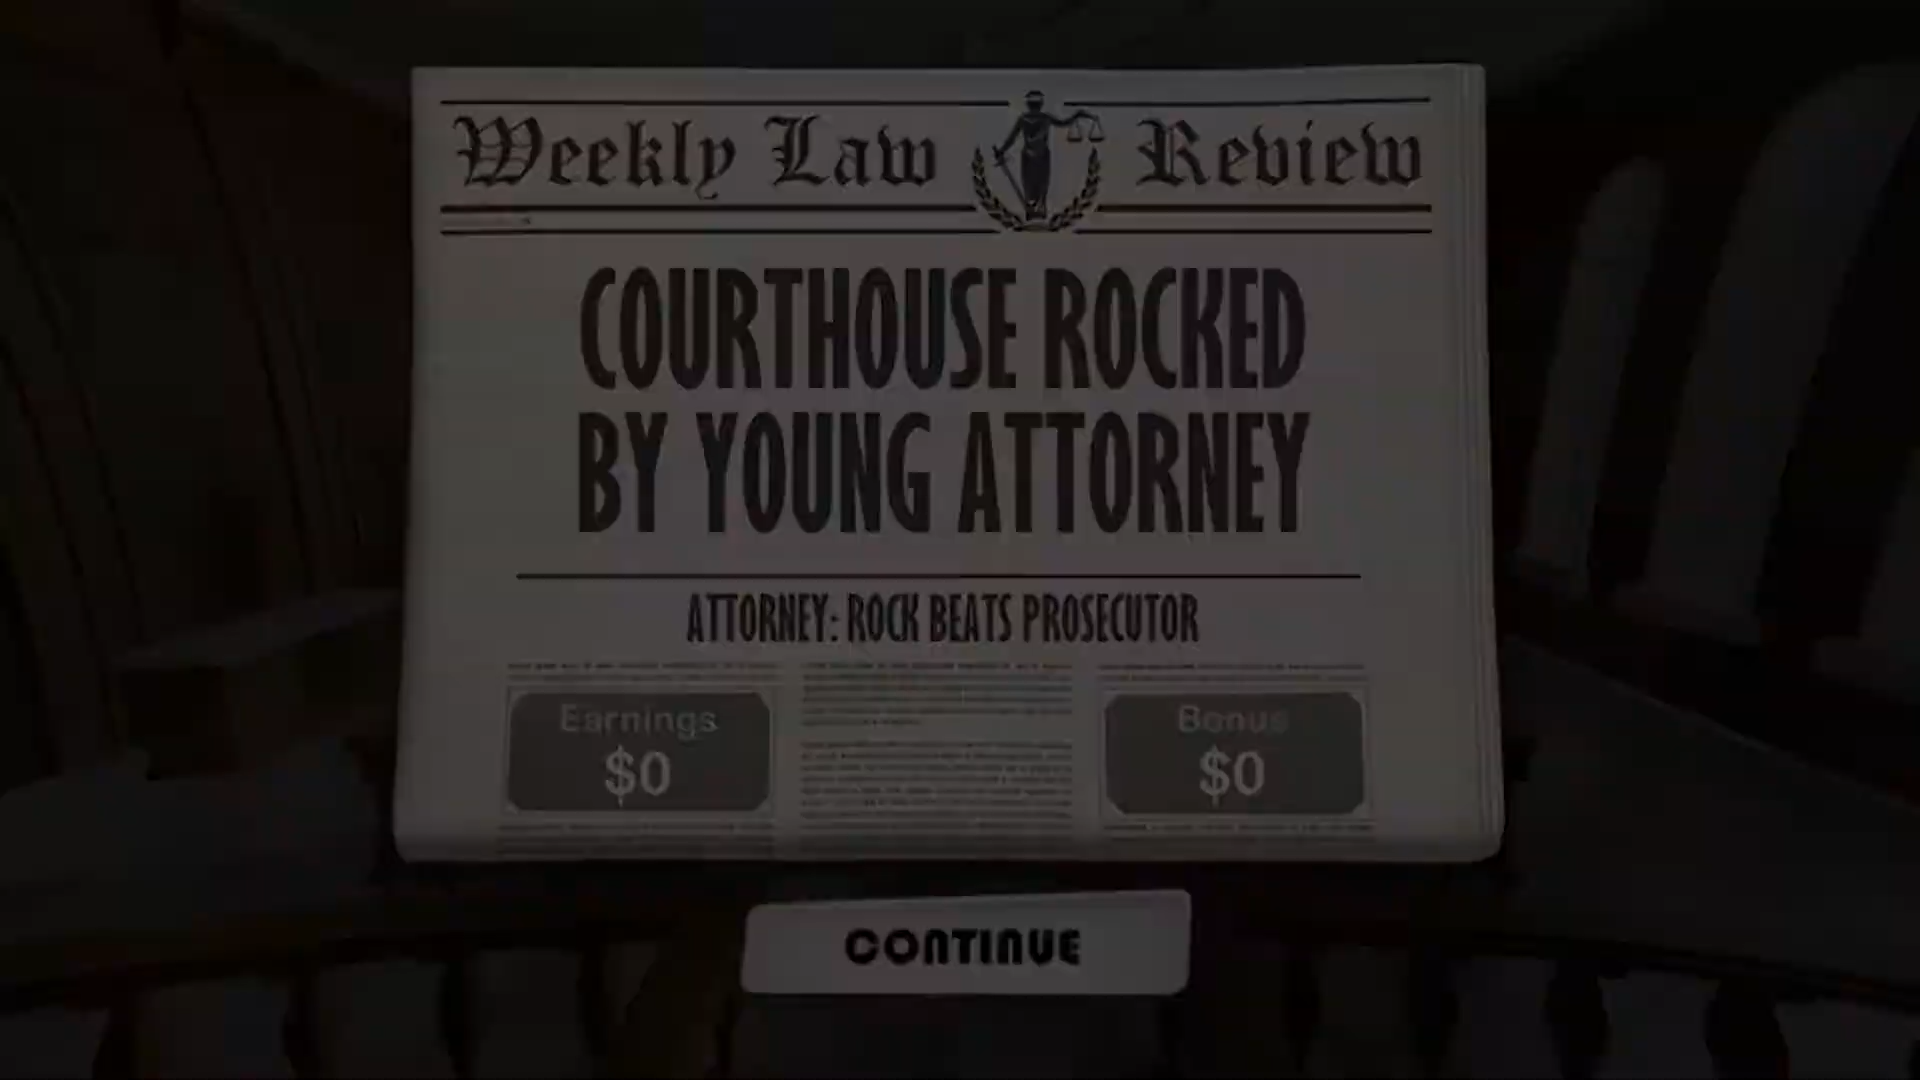 Weekly Law Review
COURTHOUSE ROCKED
BY YOUNG ATTORNEY
ATTORNEY: ROCK BEATS PROSECUTOR
Earnings
$0
Bonus
$0
CONTINUE